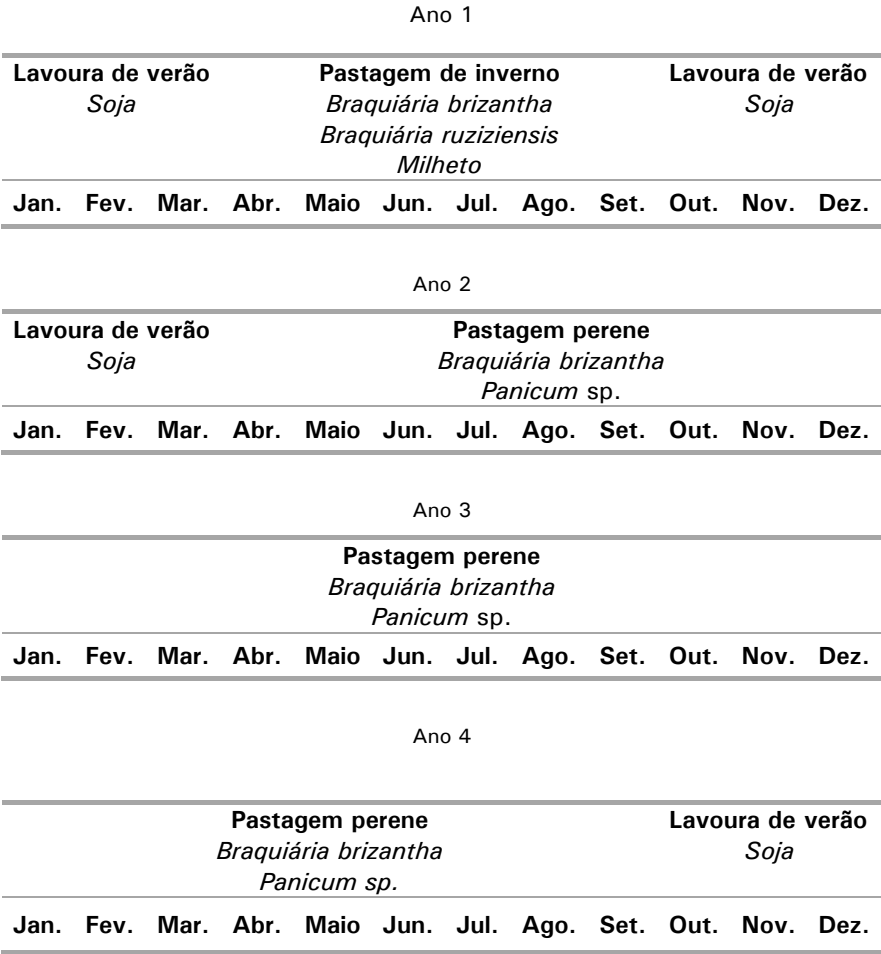 Ano 1
Lavoura de verão Pastagem de inverno Lavoura de verão
Soja Braquiária brizantha Soja
Braquiária ruziziensis
Milheto
Jan. Fev. Mar. Abr. Maio Jun. Jul. Ago. Set. Out. Nov. Dez.
Ano 2
Lavoura de verão Pastagem perene
Soja Braquiária brizantha
Panicum sp.
Jan. Fev. Mar. Abr. Maio Jun. Jul. Ago. Set. Out. Nov. Dez.
Ano 3
Pastagem perene
Braquiária brizantha
Panicum sp.
Jan. Fev. Mar. Abr. Maio Jun. Jul. Ago. Set. Out. Nov. Dez.
Ano 4
Pastagem perene Lavoura de verão
Braquiária brizantha Soja
Panicum sp.
Jan. Fev. Mar. Abr. Maio Jun. Jul. Ago. Set. Out. Nov. Dez.